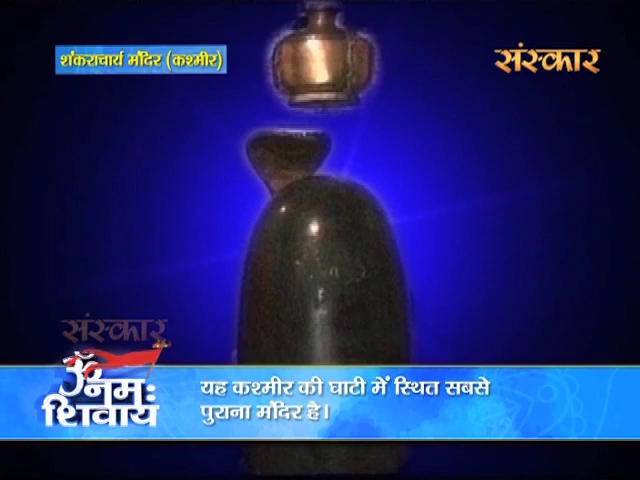 शंकराचार्य मंदिर (कश्मीर)
संस्कार
संस्कार
ॐ नमः
शिवाय
यह कश्मीर की घाटी में स्थित सबसे
पुराना मंदिर है।